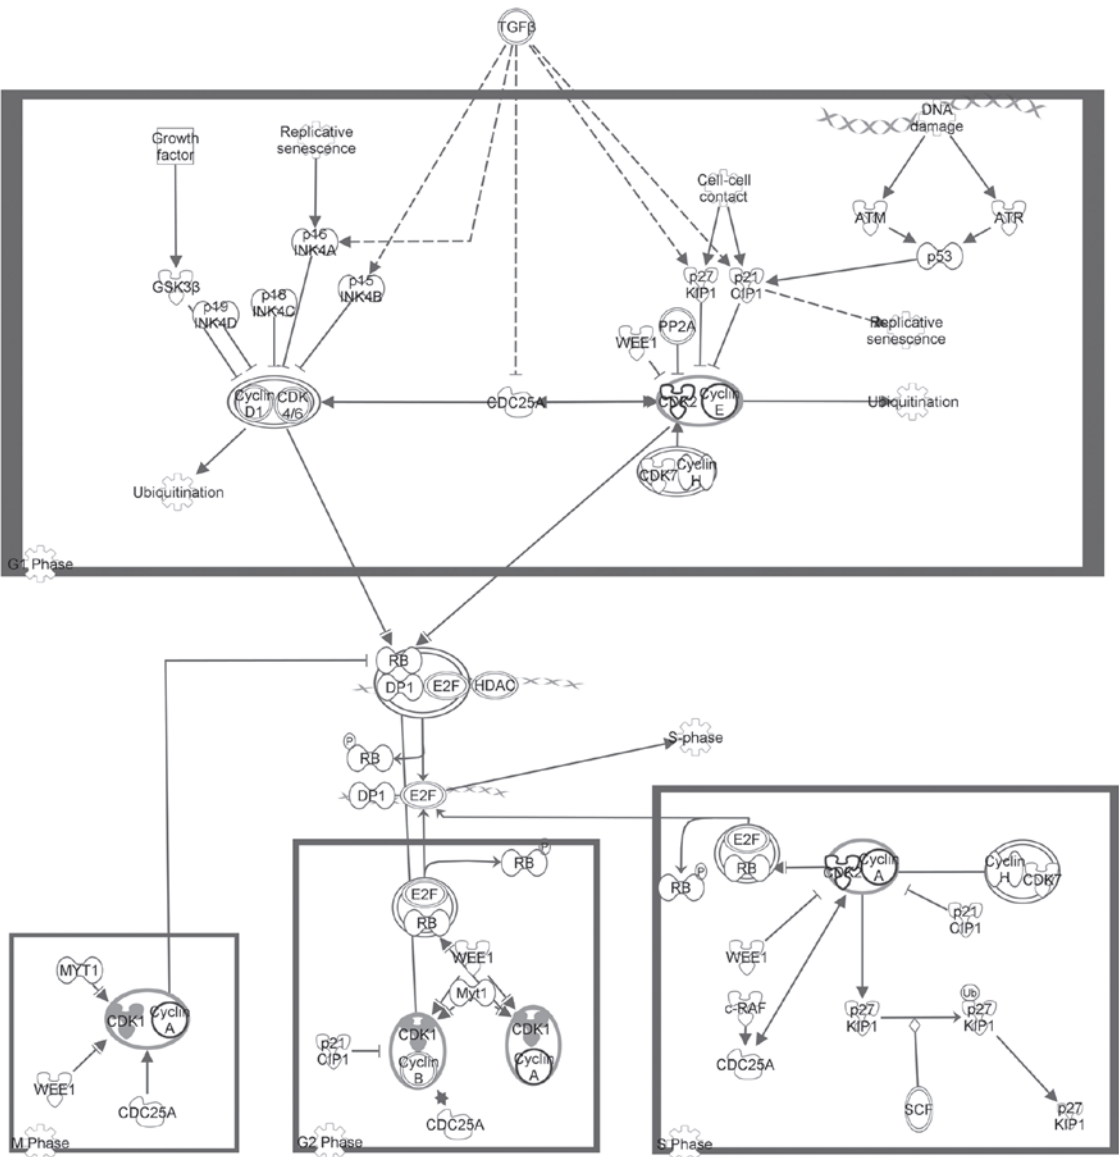 TGFβ
DNA
damage
Growth
factor
Replicative
senescence
Cell-cell
contact
ATM
ATR
p16
INK4A
p53
GSK3β
p15
INK4B
p27
KIP1
p21
CIP1
p19
INK4D
p18
INK4C
WEE1
PP2A
Replicative
senescence
Cyclin
D1
CDK
4/6
CDC25A
CDK2
Cyclin
E
Ubiquitination
CDK7
Cyclin
H
Ubiquitination
G1 Phase
RB
DP1
E2F
HDAC
S-phase
P
RB
DP1
E2F
E2F
RB
P
RB
E2F
RB
P
RB
CDK2
Cyclin
A
Cyclin
H
CDK7
p21
CIP1
WEE1
c-RAF
CDC25A
p27
KIP1
Ub
p27
KIP1
SCF
p27
KIP1
S Phase
WEE1
Myt1
CDK1
Cyclin
B
CDK1
Cyclin
A
p21
CIP1
CDC25A
G2 Phase
MYT1
CDK1
Cyclin
A
WEE1
CDC25A
M Phase